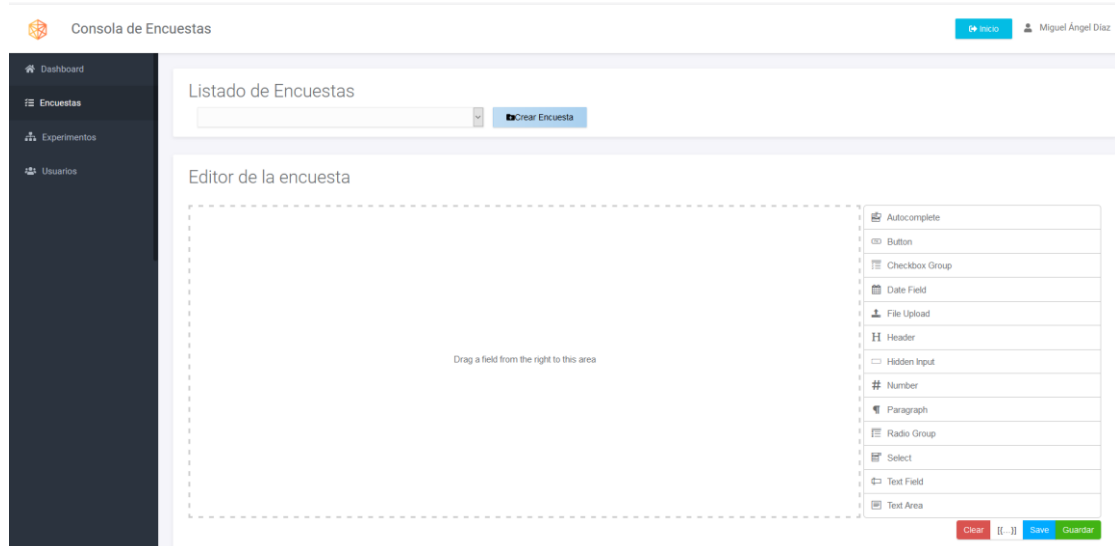 Consola de Encuestas
Inicio
Miguel Ángel Díaz
Dashboard
Encuestas
Experimentos
Usuarios
Listado de Encuestas
Crear Encuesta
Editor de la encuesta
Drag a field from the right to this area
Autocomplete
Button
Checkbox Group
Date Field
File Upload
H Header
Hidden Input
# Number
¶ Paragraph
Radio Group
Select
Text Field
Text Area
Clear [{...}] Save Guardar